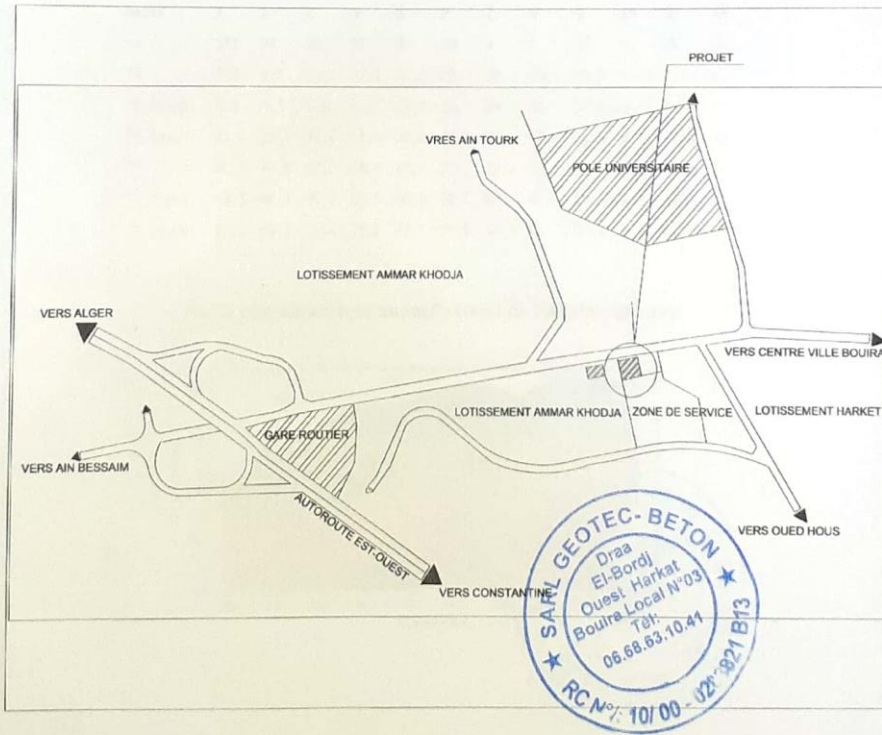 PROJET
VRES AIN TOURK
POLE UNIVERSITAIRE
LOTISSEMENT AMMAR KHODJA
VERS ALGER
VERS CENTRE VILLE BOUIRA
LOTISSEMENT AMMAR KHODJA
ZONE DE SERVICE
LOTISSEMENT HARKET
GARE ROUTIER
VERS AIN BESSAIM
AUTOROUTE EST-OUEST
VERS OUED HOUS
VERS CONSTANTINE
★ SARL GEOTEC- BETON ★
Draa
El-Bordj
Ouest Harkat
Bouira Local N°03
Tél:
06.68.63.10.41
RC N°/: 10/ 00 -